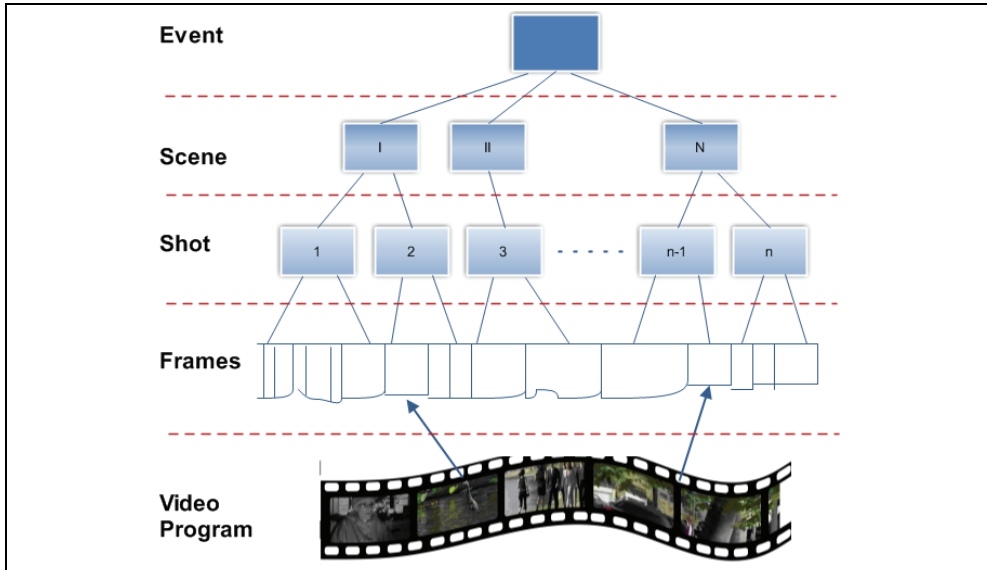 Event
Scene
I
II
N
Shot
1
2
3
n-1
n
Frames
Video
Program